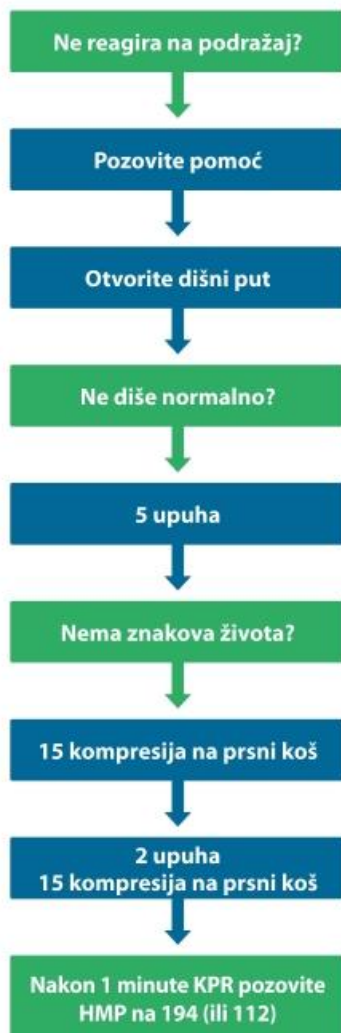 Ne reagira na podražaj?
Pozovite pomoć
Otvorite dišni put
Ne diše normalno?
5 upuha
Nema znakova života?
15 kompresija na prsni koš
2 upuha
15 kompresija na prsni koš
Nakon 1 minute KPR pozovite
HMP na 194 (ili 112)